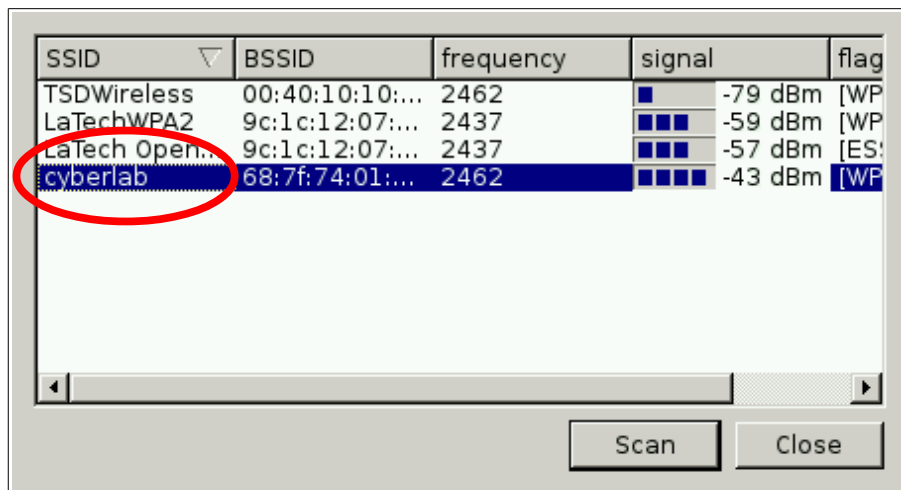 SSID BSSID frequency signal flag
TSDWireless 00:40:10:10:... 2462 -79 dBm [WP
LaTechWPA2 9c:1c:12:07:... 2437 -59 dBm [WP
LaTech Open... 9c:1c:12:07:... 2437 -57 dBm [ES
cyberlab 68:7f:74:01:... 2462 -43 dBm [WP
Scan Close